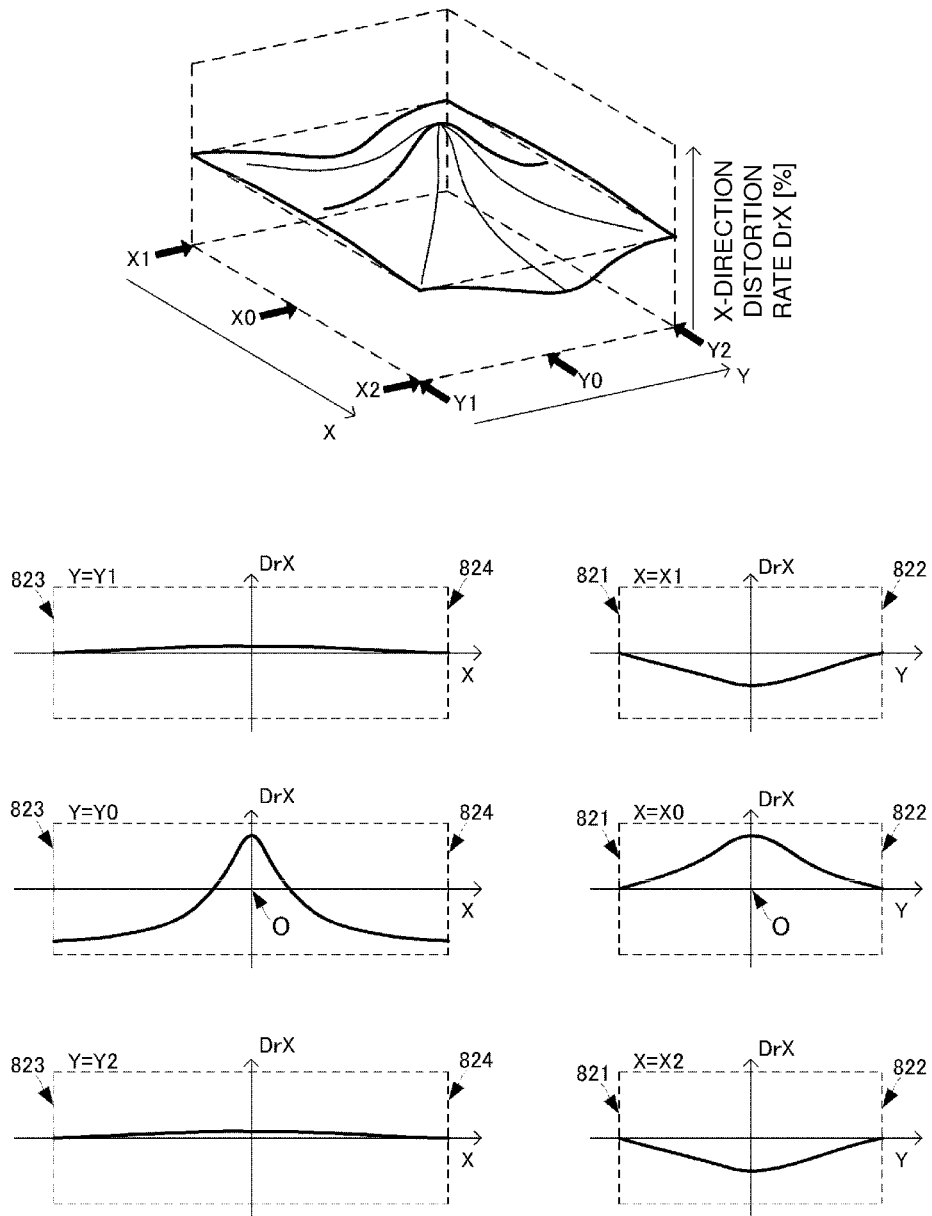 X-DIRECTION
DISTORTION
RATE DrX [%]
X1
X0
X2
X
Y1
Y0
Y2
Y
823
Y=Y1
DrX
824
X
821
X=X1
DrX
822
Y
823
Y=Y0
DrX
824
X
O
821
X=X0
DrX
822
Y
O
823
Y=Y2
DrX
824
X
821
X=X2
DrX
822
Y